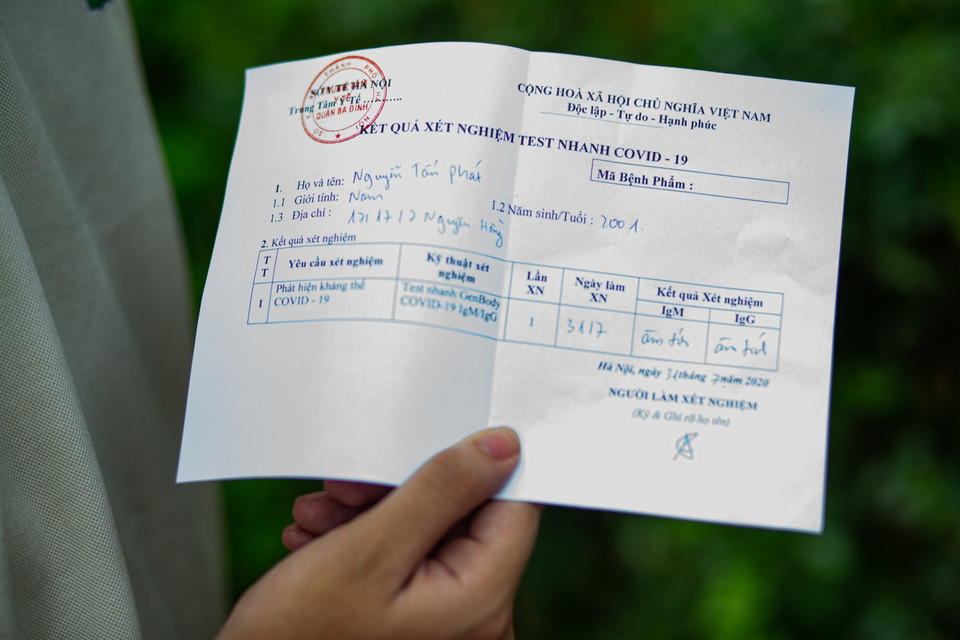 SỞ Y TẾ HÀ NỘI
Trung Tâm Y Tế ...........
QUẬN BA ĐÌNH
CỘNG HOÀ XÃ HỘI CHỦ NGHĨA VIỆT NAM
Độc lập - Tự do - Hạnh phúc
KẾT QUẢ XÉT NGHIỆM TEST NHANH COVID - 19
Mã Bệnh Phẩm :
1. Họ và tên: Nguyễn Tấn Phát
1.1 Giới tính: Nam
1.2 Năm sinh/Tuổi : 2001.
1.3 Địa chỉ : 17/17/2 Nguyễn Hồng
2. Kết quả xét nghiệm
TT Yêu cầu xét nghiệm Kỹ thuật xét nghiệm Lần XN Ngày làm XN Kết quả Xét nghiệm
IgM IgG
1 Phát hiện kháng thể COVID - 19 Test nhanh GenBody COVID-19 IgM/IgG 1 31/7 âm tính âm tính
Hà Nội, ngày 31 tháng 7 năm 2020
NGƯỜI LÀM XÉT NGHIỆM
(Ký & Ghi rõ họ tên)